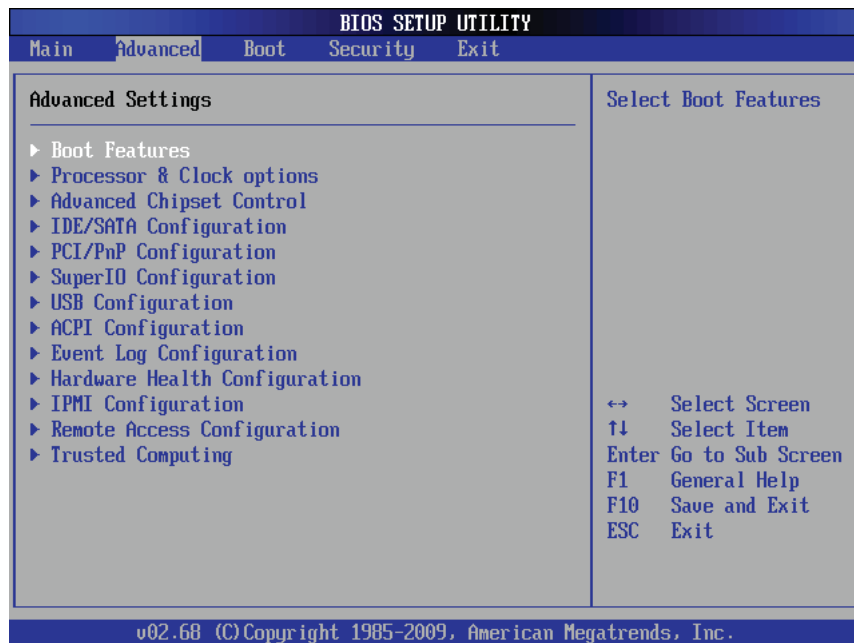 BIOS SETUP UTILITY
Main Advanced Boot Security Exit
Advanced Settings
▶ Boot Features
▶ Processor & Clock options
▶ Advanced Chipset Control
▶ IDE/SATA Configuration
▶ PCI/PnP Configuration
▶ SuperIO Configuration
▶ USB Configuration
▶ ACPI Configuration
▶ Event Log Configuration
▶ Hardware Health Configuration
▶ IPMI Configuration
▶ Remote Access Configuration
▶ Trusted Computing
Select Boot Features
↔ Select Screen
↑↓ Select Item
Enter Go to Sub Screen
F1 General Help
F10 Save and Exit
ESC Exit
v02.68 (C)Copyright 1985-2009, American Megatrends, Inc.